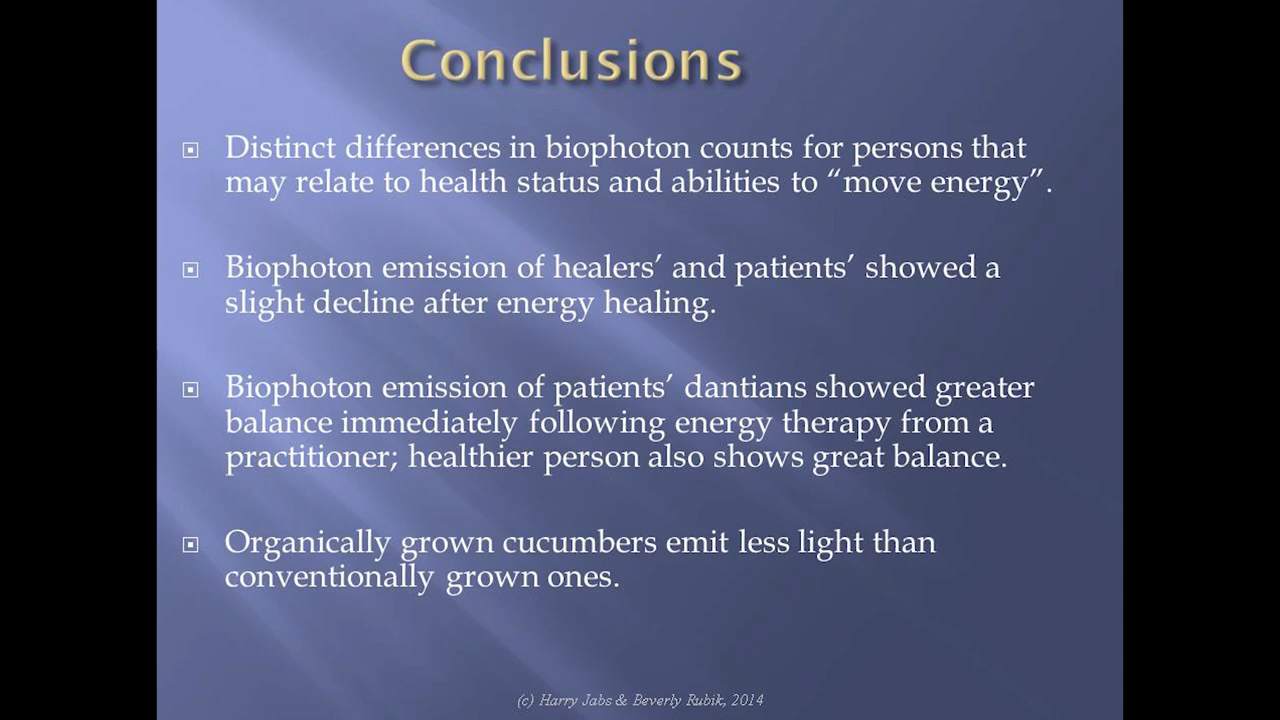 Conclusions
Distinct differences in biophoton counts for persons that
may relate to health status and abilities to “move energy”.
Biophoton emission of healers’ and patients’ showed a
slight decline after energy healing.
Biophoton emission of patients’ dantians showed greater
balance immediately following energy therapy from a
practitioner; healthier person also shows great balance.
Organically grown cucumbers emit less light than
conventionally grown ones.
(c) Harry Jabs & Beverly Rubik, 2014